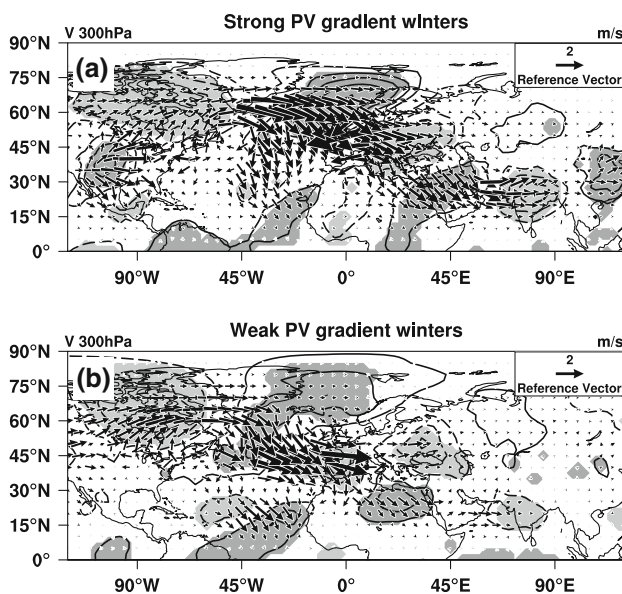 Strong PV gradient wInters
V 300hPa
m/s
90°N
(a)
2
Reference Vector
75°N
60°N
45°N
30°N
15°N
0°
90°W
45°W
0°
45°E
90°E
Weak PV gradient winters
V 300hPa
m/s
90°N
(b)
2
Reference Vector
75°N
60°N
45°N
30°N
15°N
0°
90°W
45°W
0°
45°E
90°E